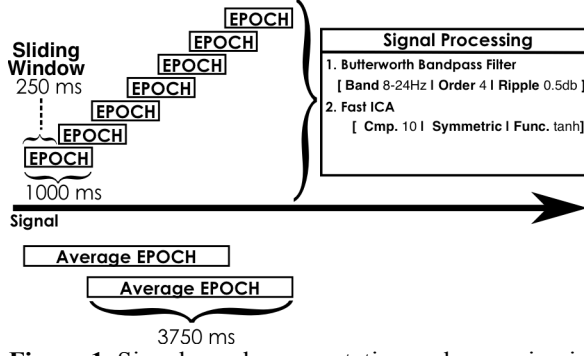 EPOCH
EPOCH
EPOCH
EPOCH
EPOCH
EPOCH
EPOCH
Sliding
Window
250 ms
1000 ms
Signal Processing
1. Butterworth Bandpass Filter
[ Band 8-24Hz I Order 4 I Ripple 0.5db ]
2. Fast ICA
[ Cmp. 10 I Symmetric I Func. tanh]
Signal
Average EPOCH
Average EPOCH
3750 ms